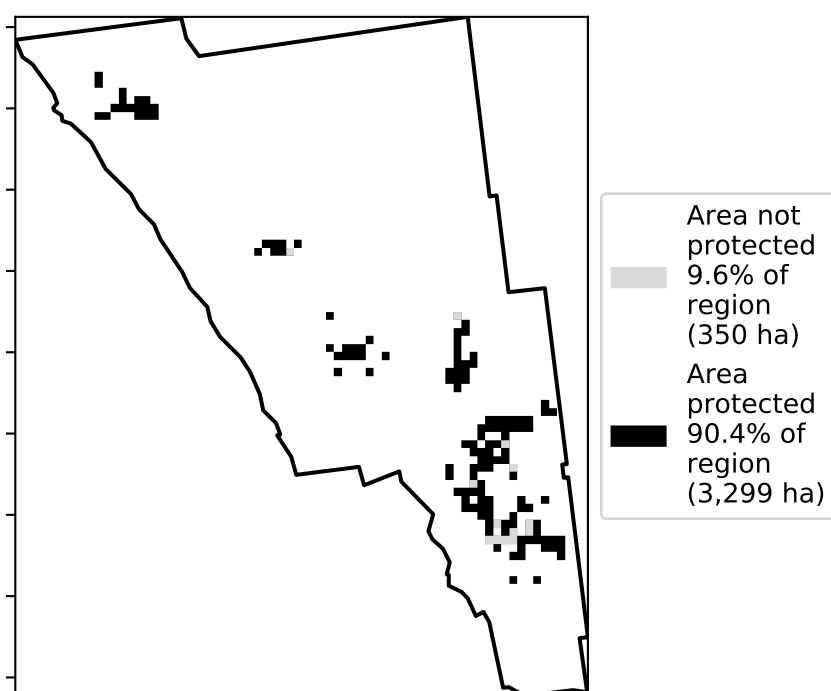 Area not
protected
9.6% of
region
(350 ha)
Area
protected
90.4% of
region
(3,299 ha)